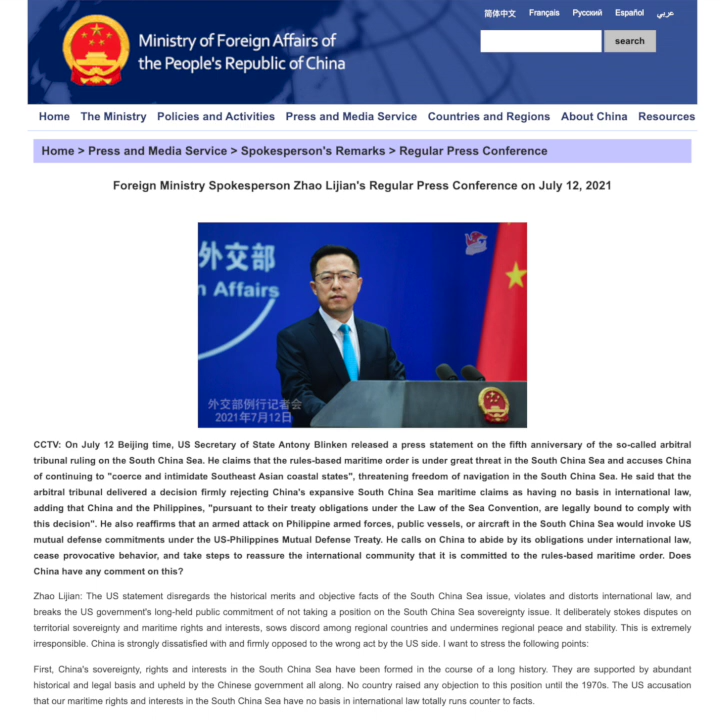 简体中文 Français Русский Español عربي
Ministry of Foreign Affairs of
the People's Republic of China
search
Home The Ministry Policies and Activities Press and Media Service Countries and Regions About China Resources
Home > Press and Media Service > Spokesperson's Remarks > Regular Press Conference
Foreign Ministry Spokesperson Zhao Lijian's Regular Press Conference on July 12, 2021
外交部
n Affairs
外交部例行记者会
2021年7月12日
CCTV: On July 12 Beijing time, US Secretary of State Antony Blinken released a press statement on the fifth anniversary of the so-called arbitral
tribunal ruling on the South China Sea. He claims that the rules-based maritime order is under great threat in the South China Sea and accuses China
of continuing to "coerce and intimidate Southeast Asian coastal states", threatening freedom of navigation in the South China Sea. He said that the
arbitral tribunal delivered a decision firmly rejecting China's expansive South China Sea maritime claims as having no basis in international law,
adding that China and the Philippines, "pursuant to their treaty obligations under the Law of the Sea Convention, are legally bound to comply with
this decision". He also reaffirms that an armed attack on Philippine armed forces, public vessels, or aircraft in the South China Sea would invoke US
mutual defense commitments under the US-Philippines Mutual Defense Treaty. He calls on China to abide by its obligations under international law,
cease provocative behavior, and take steps to reassure the international community that it is committed to the rules-based maritime order. Does
China have any comment on this?
Zhao Lijian: The US statement disregards the historical merits and objective facts of the South China Sea issue, violates and distorts international law, and
breaks the US government's long-held public commitment of not taking a position on the South China Sea sovereignty issue. It deliberately stokes disputes on
territorial sovereignty and maritime rights and interests, sows discord among regional countries and undermines regional peace and stability. This is extremely
irresponsible. China is strongly dissatisfied with and firmly opposed to the wrong act by the US side. I want to stress the following points:
First, China's sovereignty, rights and interests in the South China Sea have been formed in the course of a long history. They are supported by abundant
historical and legal basis and upheld by the Chinese government all along. No country raised any objection to this position until the 1970s. The US accusation
that our maritime rights and interests in the South China Sea have no basis in international law totally runs counter to facts.